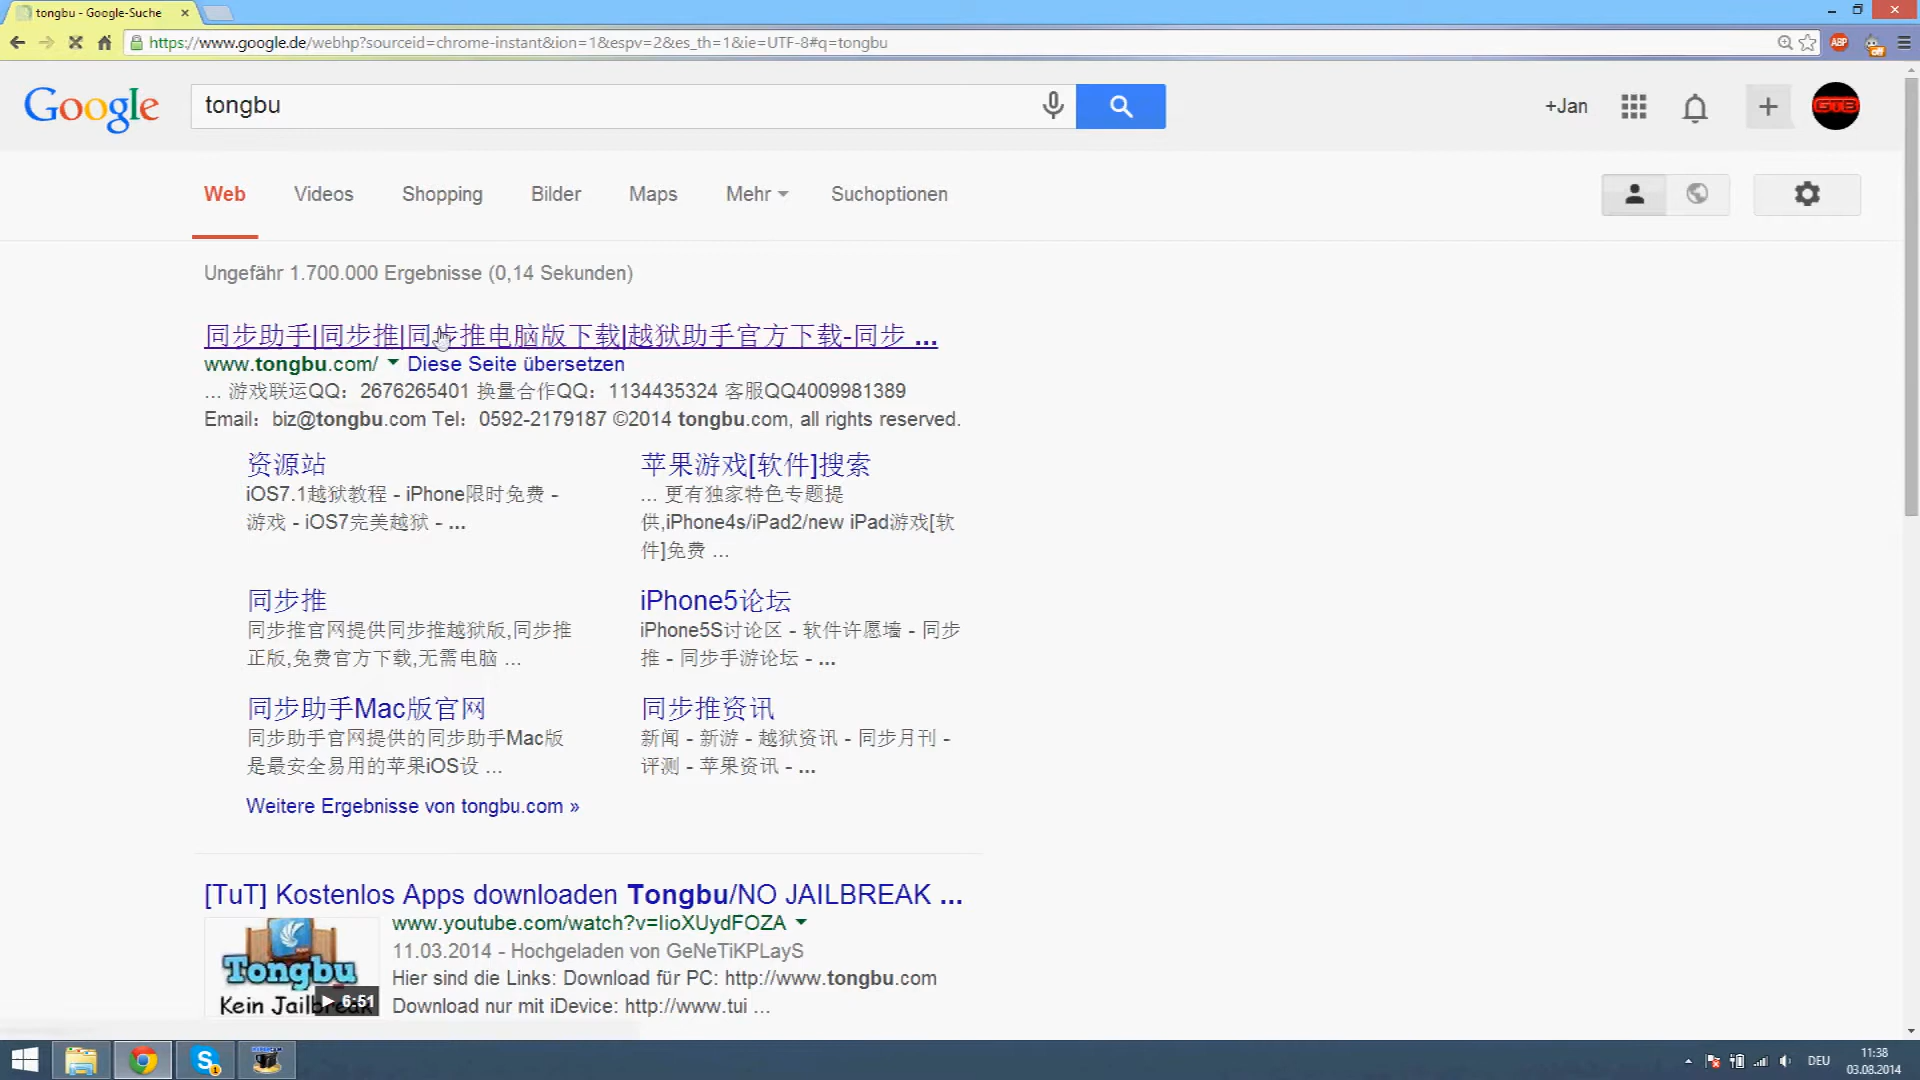 tongbu - Google-Suche
https://www.google.de/webhp?sourceid=chrome-instant&ion=1&espv=2&es_th=1&ie=UTF-8#q=tongbu
ABP
off
Google
tongbu
+Jan
GTB
Web Videos Shopping Bilder Maps Mehr Suchoptionen
Ungefähr 1.700.000 Ergebnisse (0,14 Sekunden)
同步助手|同步推|同步推电脑版下载|越狱助手官方下载-同步 ...
www.tongbu.com/ Diese Seite übersetzen
... 游戏联运QQ：2676265401 换量合作QQ：1134435324 客服QQ4009981389
Email：biz@tongbu.com Tel：0592-2179187 ©2014 tongbu.com, all rights reserved.
资源站
iOS7.1越狱教程 - iPhone限时免费 -
游戏 - iOS7完美越狱 - ...
苹果游戏[软件]搜索
... 更有独家特色专题提
供,iPhone4s/iPad2/new iPad游戏[软
件]免费 ...
同步推
同步推官网提供同步推越狱版,同步推
正版,免费官方下载,无需电脑 ...
iPhone5论坛
iPhone5S讨论区 - 软件许愿墙 - 同步
推 - 同步手游论坛 - ...
同步助手Mac版官网
同步助手官网提供的同步助手Mac版
是最安全易用的苹果iOS设 ...
同步推资讯
新闻 - 新游 - 越狱资讯 - 同步月刊 -
评测 - 苹果资讯 - ...
Weitere Ergebnisse von tongbu.com »
[TuT] Kostenlos Apps downloaden Tongbu/NO JAILBREAK ...
www.youtube.com/watch?v=IioXUydFOZA
11.03.2014 - Hochgeladen von GeNeTiKPLayS
Hier sind die Links: Download für PC: http://www.tongbu.com
Download nur mit iDevice: http://www.tui ...
Tongbu
Kein Jailbreak
6:51
DEU
11:38
03.08.2014